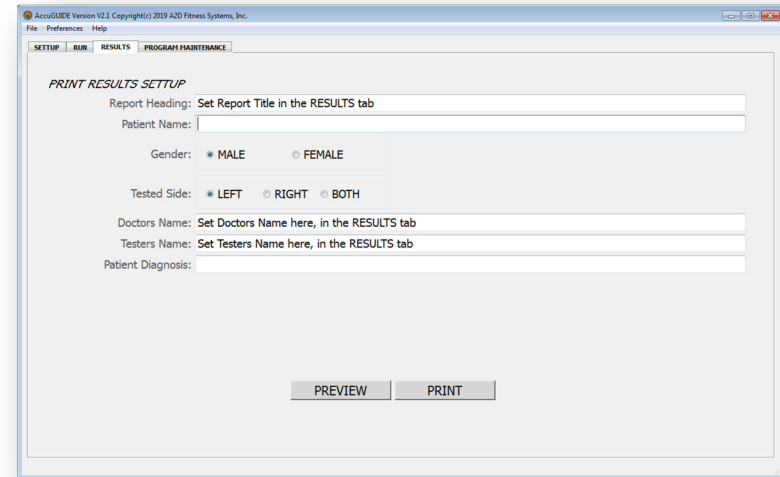 AccuGUIDE Version V2.1 Copyright(c) 2019 A2D Fitness Systems, Inc.
File Preferences Help
SETTUP RUN RESULTS PROGRAM MAINTENANCE
PRINT RESULTS SETTUP
Report Heading: Set Report Title in the RESULTS tab
Patient Name:
Gender: MALE FEMALE
Tested Side: LEFT RIGHT BOTH
Doctors Name: Set Doctors Name here, in the RESULTS tab
Testers Name: Set Testers Name here, in the RESULTS tab
Patient Diagnosis:
PREVIEW PRINT